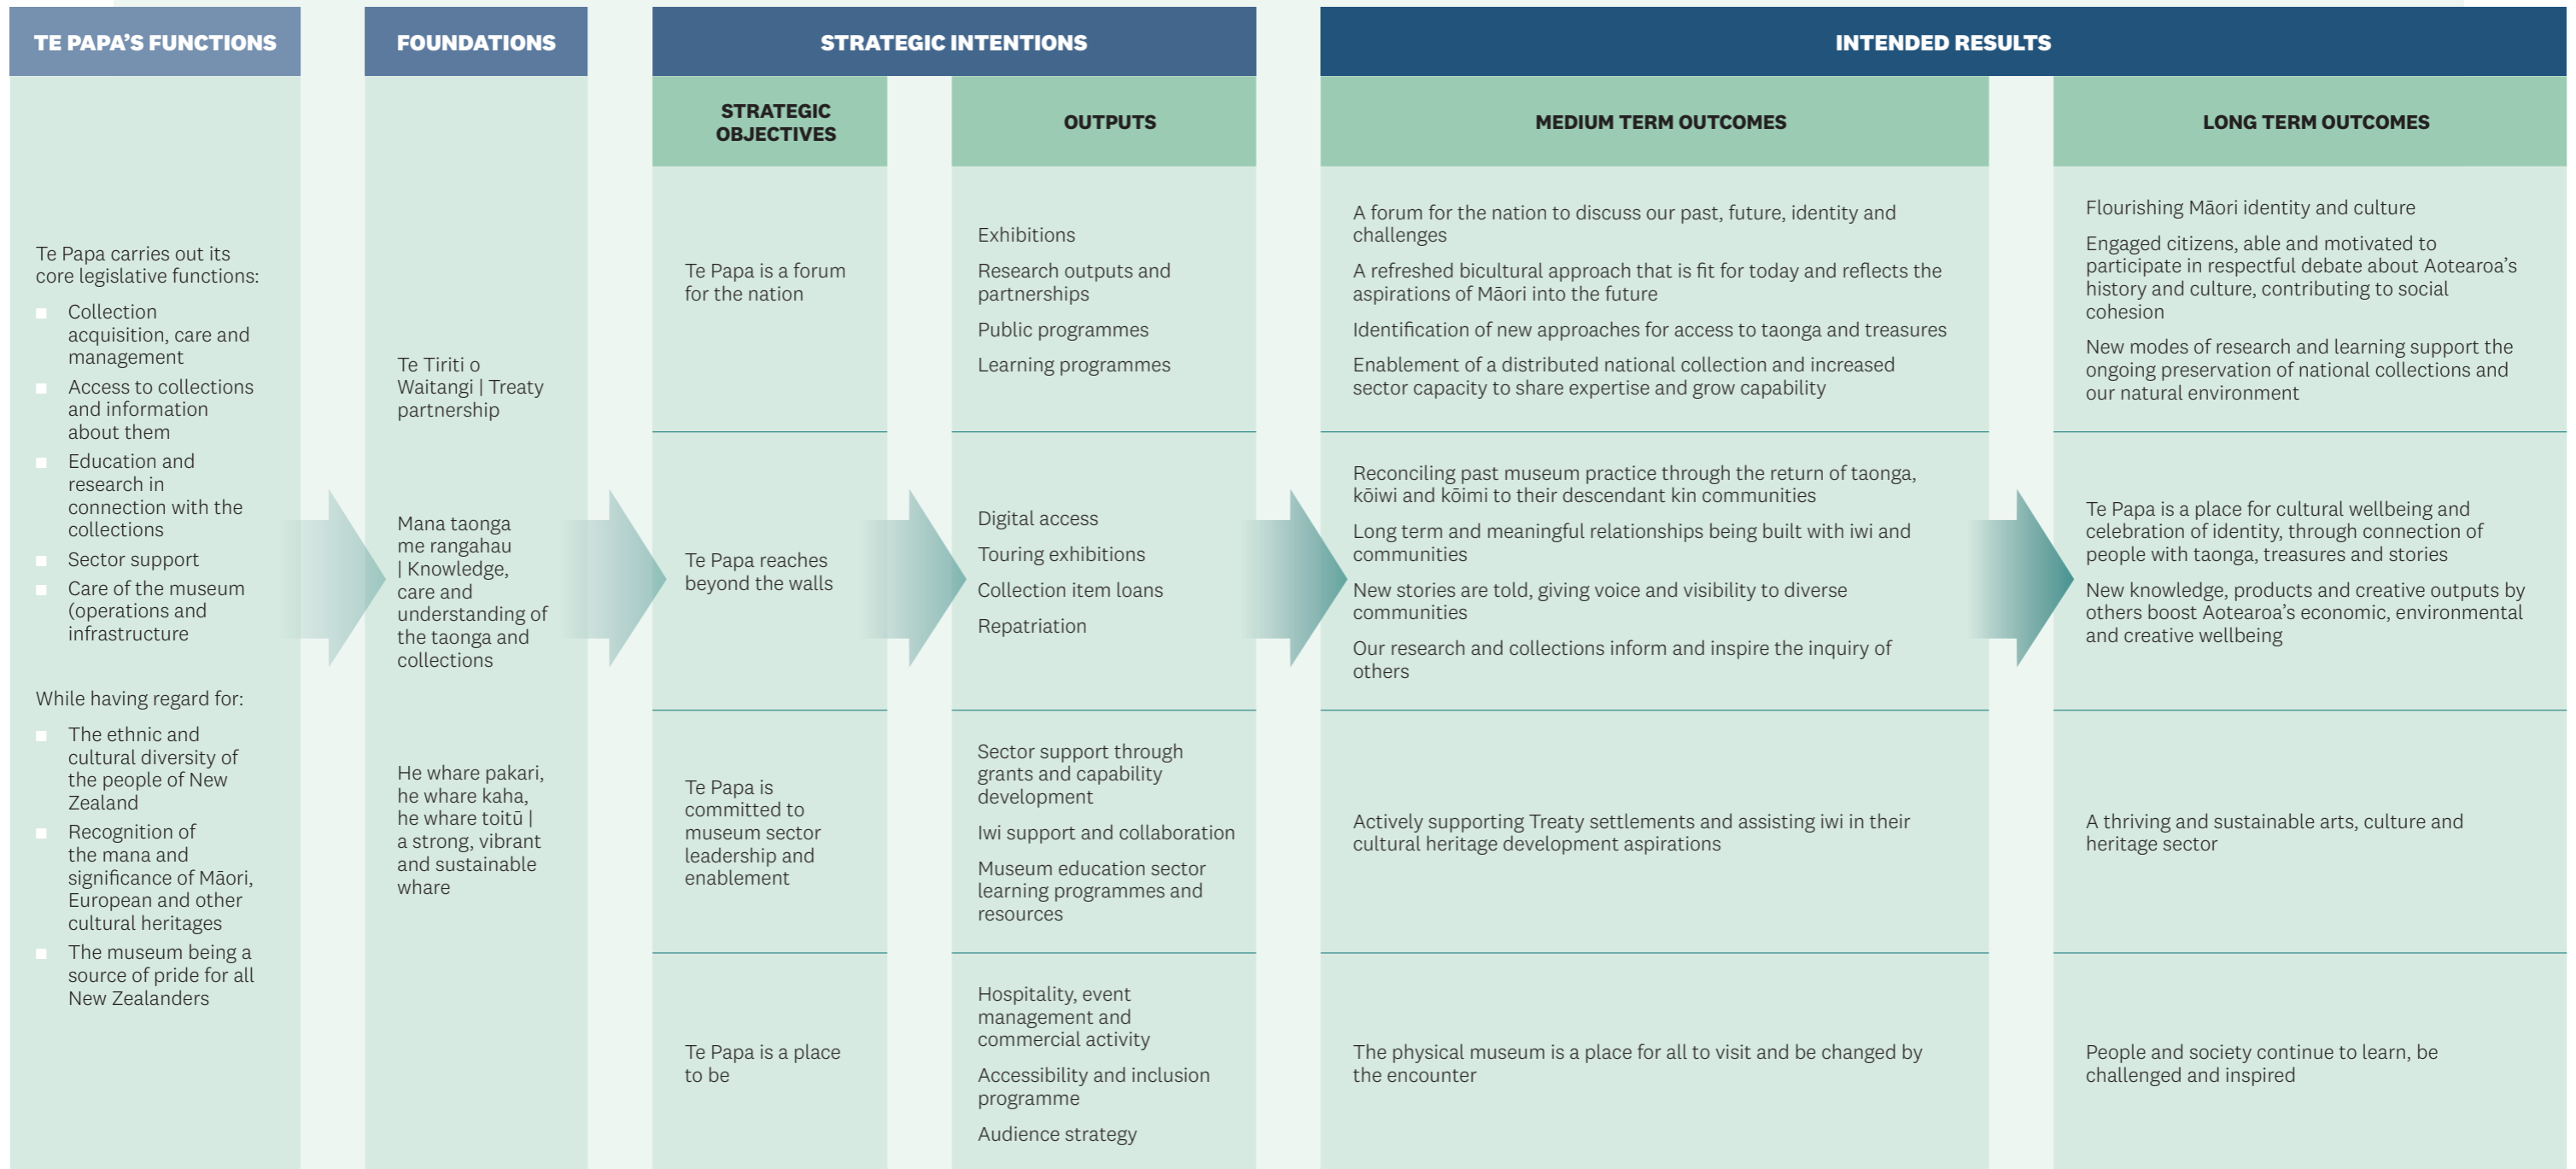 TE PAPA'S FUNCTIONS
Te Papa carries out its
core legislative functions:
Collection
acquisition, care and
management
Access to collections
and information
about them
Education and
research in
connection with the
collections
Sector support
Care of the museum
(operations and
infrastructure
While having regard for:
The ethnic and
cultural diversity of
the people of New
Zealand
Recognition of
the mana and
significance of Māori,
European and other
cultural heritages
The museum being a
source of pride for all
New Zealanders
FOUNDATIONS
Te Tiriti o
Waitangi | Treaty
partnership
Mana taonga
me rangahau
| Knowledge,
care and
understanding of
the taonga and
collections
He whare pakari,
he whare kaha,
he whare toitū |
a strong, vibrant
and sustainable
whare
STRATEGIC INTENTIONS
STRATEGIC
OBJECTIVES
OUTPUTS
INTENDED RESULTS
MEDIUM TERM OUTCOMES
LONG TERM OUTCOMES
Te Papa is a forum
for the nation
Exhibitions
Research outputs and
partnerships
Public programmes
Learning programmes
A forum for the nation to discuss our past, future, identity and
challenges
A refreshed bicultural approach that is fit for today and reflects the
aspirations of Māori into the future
Identification of new approaches for access to taonga and treasures
Enablement of a distributed national collection and increased
sector capacity to share expertise and grow capability
Flourishing Māori identity and culture
Engaged citizens, able and motivated to
participate in respectful debate about Aotearoa's
history and culture, contributing to social
cohesion
New modes of research and learning support the
ongoing preservation of national collections and
our natural environment
Te Papa reaches
beyond the walls
Digital access
Touring exhibitions
Collection item loans
Repatriation
Reconciling past museum practice through the return of taonga,
kōiwi and kōimi to their descendant kin communities
Long term and meaningful relationships being built with iwi and
communities
New stories are told, giving voice and visibility to diverse
communities
Our research and collections inform and inspire the inquiry of
others
Te Papa is a place for cultural wellbeing and
celebration of identity, through connection of
people with taonga, treasures and stories
New knowledge, products and creative outputs by
others boost Aotearoa's economic, environmental
and creative wellbeing
Te Papa is
committed to
museum sector
leadership and
enablement
Sector support through
grants and capability
development
Iwi support and collaboration
Museum education sector
learning programmes and
resources
Actively supporting Treaty settlements and assisting iwi in their
cultural heritage development aspirations
A thriving and sustainable arts, culture and
heritage sector
Te Papa is a place
to be
Hospitality, event
management and
commercial activity
Accessibility and inclusion
programme
Audience strategy
The physical museum is a place for all to visit and be changed by
the encounter
People and society continue to learn, be
challenged and inspired